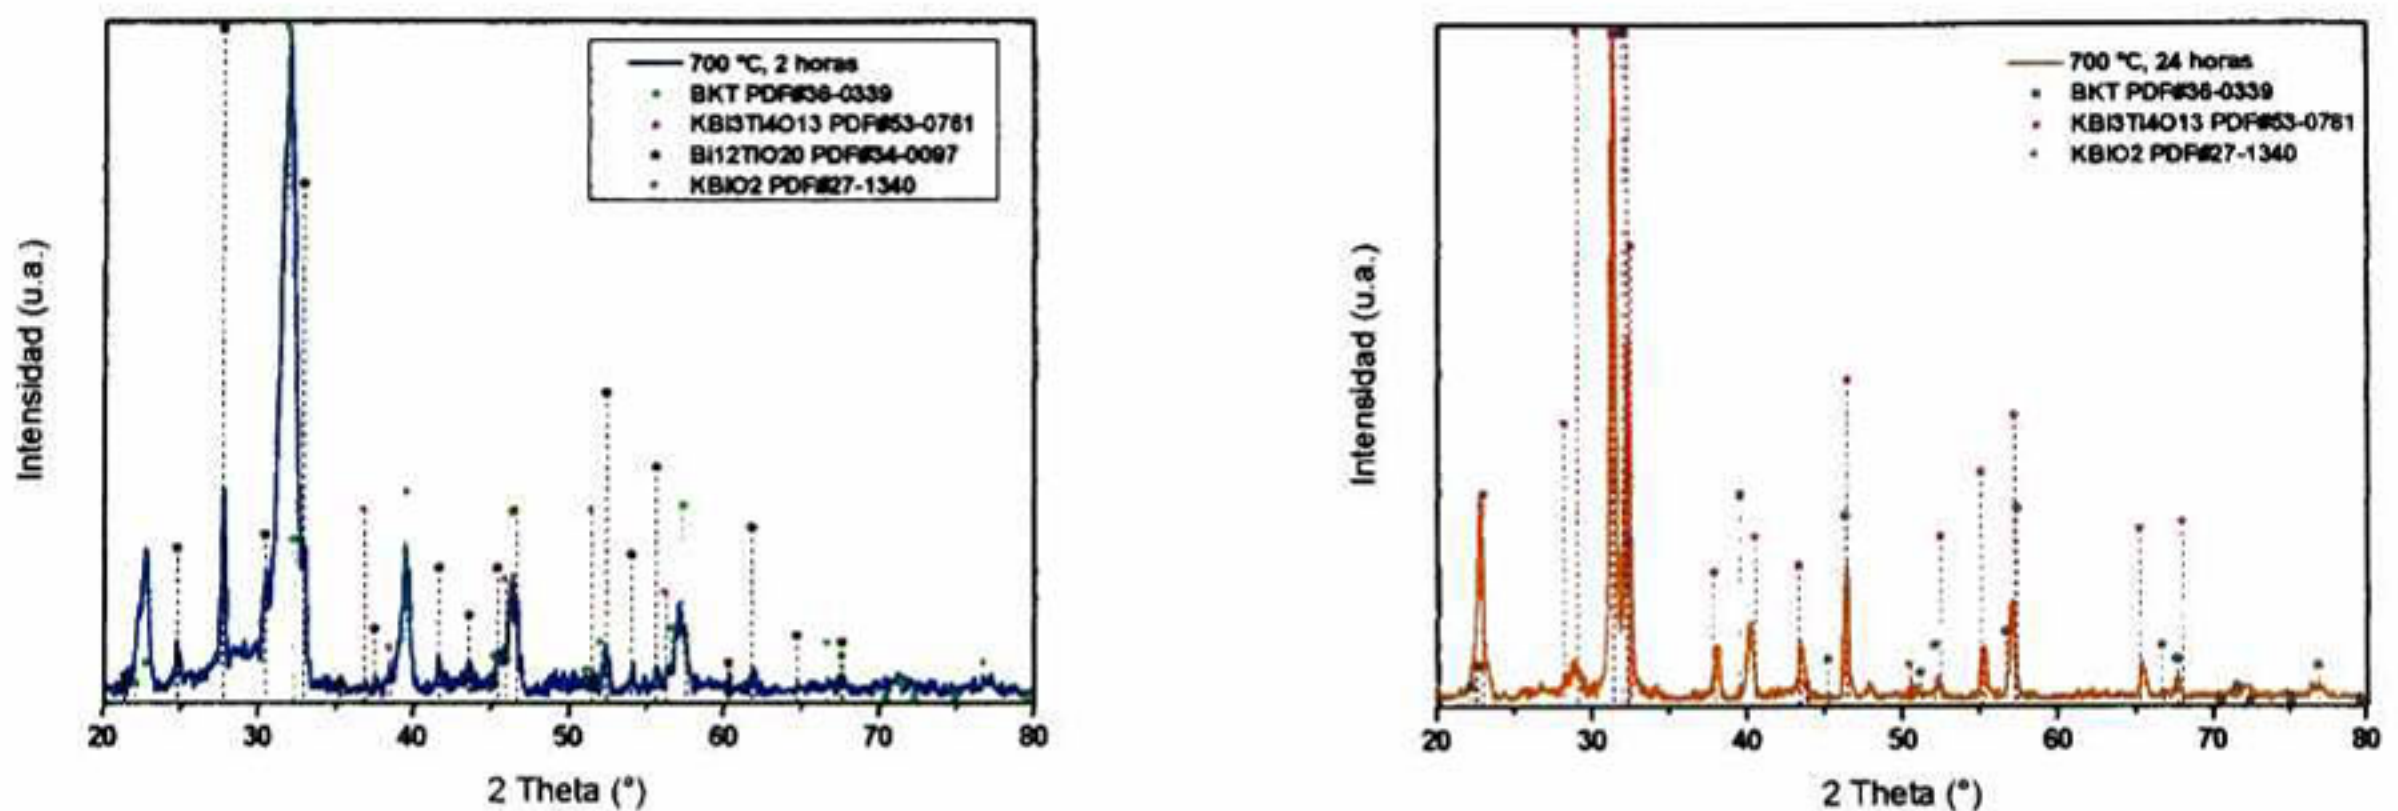 Intensidad (u.a.)
700 °C, 2 horas
BKT PDF#36-0339
KBi3Ti4O13 PDF#53-0781
Bi12TiO20 PDF#34-0097
KBiO2 PDF#27-1340
20 30 40 50 60 70 80
2 Theta (°)
Intensidad (u.a.)
700 °C, 24 horas
BKT PDF#36-0339
KBi3Ti4O13 PDF#53-0781
KBiO2 PDF#27-1340
20 30 40 50 60 70 80
2 Theta (°)